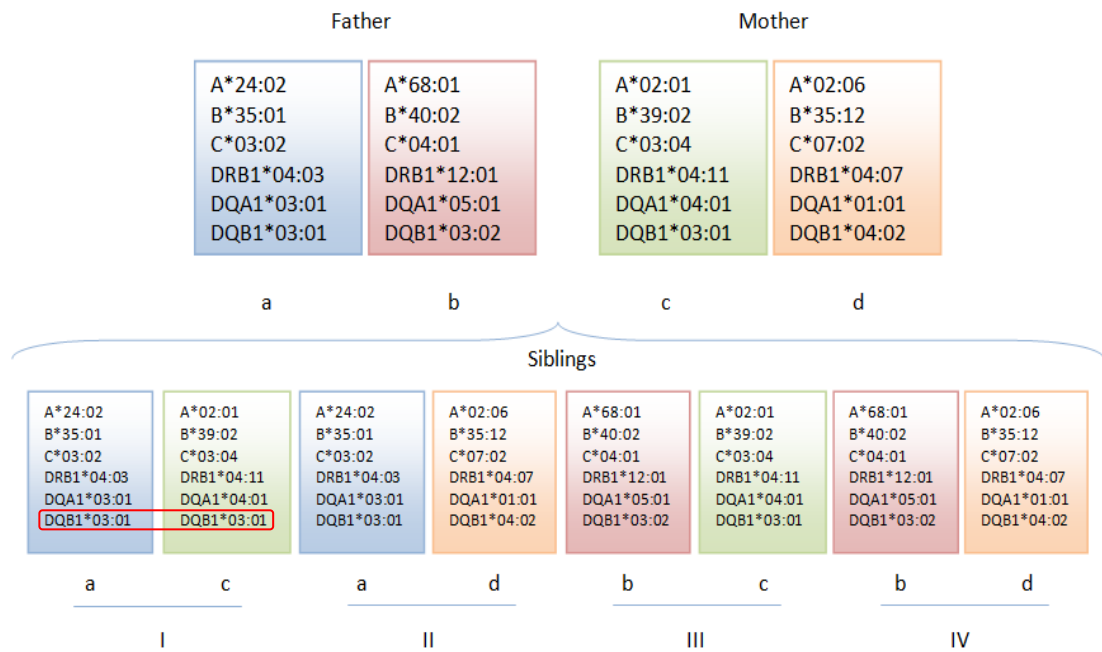 Father
Mother
A*24:02
B*35:01
C*03:02
DRB1*04:03
DQA1*03:01
DQB1*03:01
A*68:01
B*40:02
C*04:01
DRB1*12:01
DQA1*05:01
DQB1*03:02
A*02:01
B*39:02
C*03:04
DRB1*04:11
DQA1*04:01
DQB1*03:01
A*02:06
B*35:12
C*07:02
DRB1*04:07
DQA1*01:01
DQB1*04:02
a
b
c
d
Siblings
A*24:02
B*35:01
C*03:02
DRB1*04:03
DQA1*03:01
DQB1*03:01
A*02:01
B*39:02
C*03:04
DRB1*04:11
DQA1*04:01
DQB1*03:01
A*24:02
B*35:01
C*03:02
DRB1*04:03
DQA1*03:01
DQB1*03:01
A*02:06
B*35:12
C*07:02
DRB1*04:07
DQA1*01:01
DQB1*04:02
A*68:01
B*40:02
C*04:01
DRB1*12:01
DQA1*05:01
DQB1*03:02
A*02:01
B*39:02
C*03:04
DRB1*04:11
DQA1*04:01
DQB1*03:01
A*68:01
B*40:02
C*04:01
DRB1*12:01
DQA1*05:01
DQB1*03:02
A*02:06
B*35:12
C*07:02
DRB1*04:07
DQA1*01:01
DQB1*04:02
a
c
a
d
b
c
b
d
I
II
III
IV